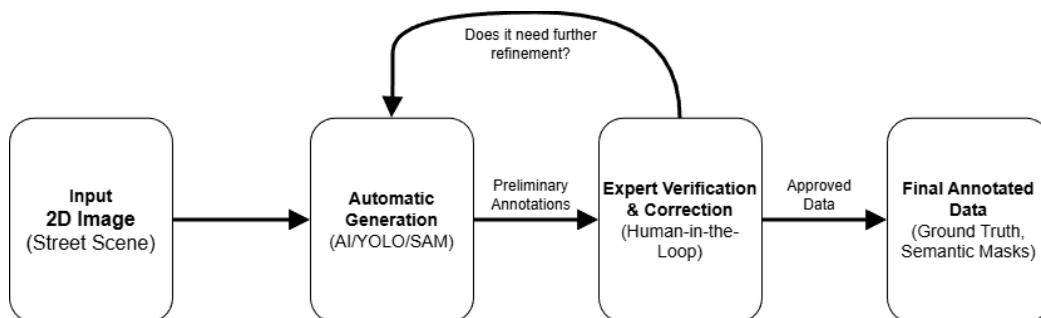 Does it need further
refinement?
Input
2D Image
(Street Scene)
Automatic
Generation
(AI/YOLO/SAM)
Preliminary
Annotations
Expert Verification
& Correction
(Human-in-the-
Loop)
Approved
Data
Final Annotated
Data
(Ground Truth,
Semantic Masks)